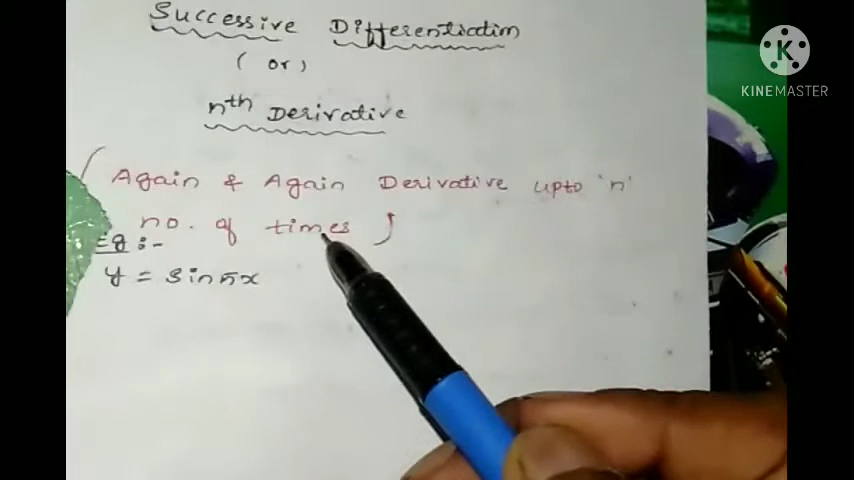 Successive Differentiation
(or)
nth Derivative
(Again & Again Derivative upto 'n'
no. of times)
Eg :-
y = sin5x
K
KINEMASTER